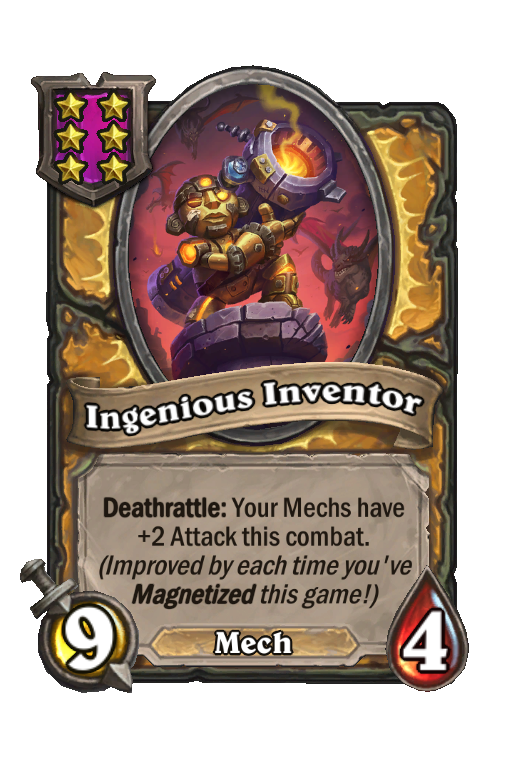 Ingenious Inventor
Deathrattle: Your Mechs have
+2 Attack this combat.
(Improved by each time you've
Magnetized this game!)
9
Mech
4